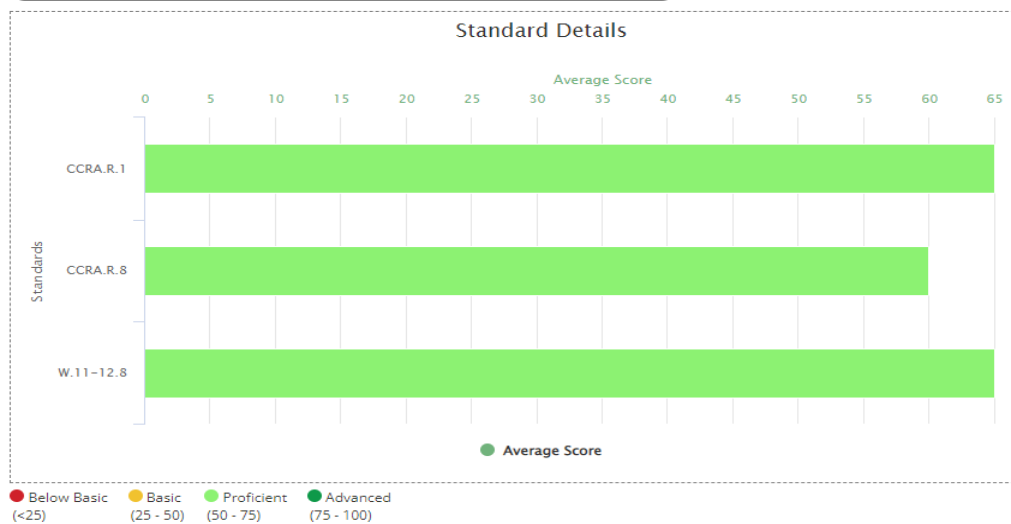 Standard Details
Average Score
0 5 10 15 20 25 30 35 40 45 50 55 60 65
Standards
CCRA.R.1
CCRA.R.8
W.11-12.8
Average Score
Below Basic Basic Proficient Advanced
(<25) (25 - 50) (50 - 75) (75 - 100)